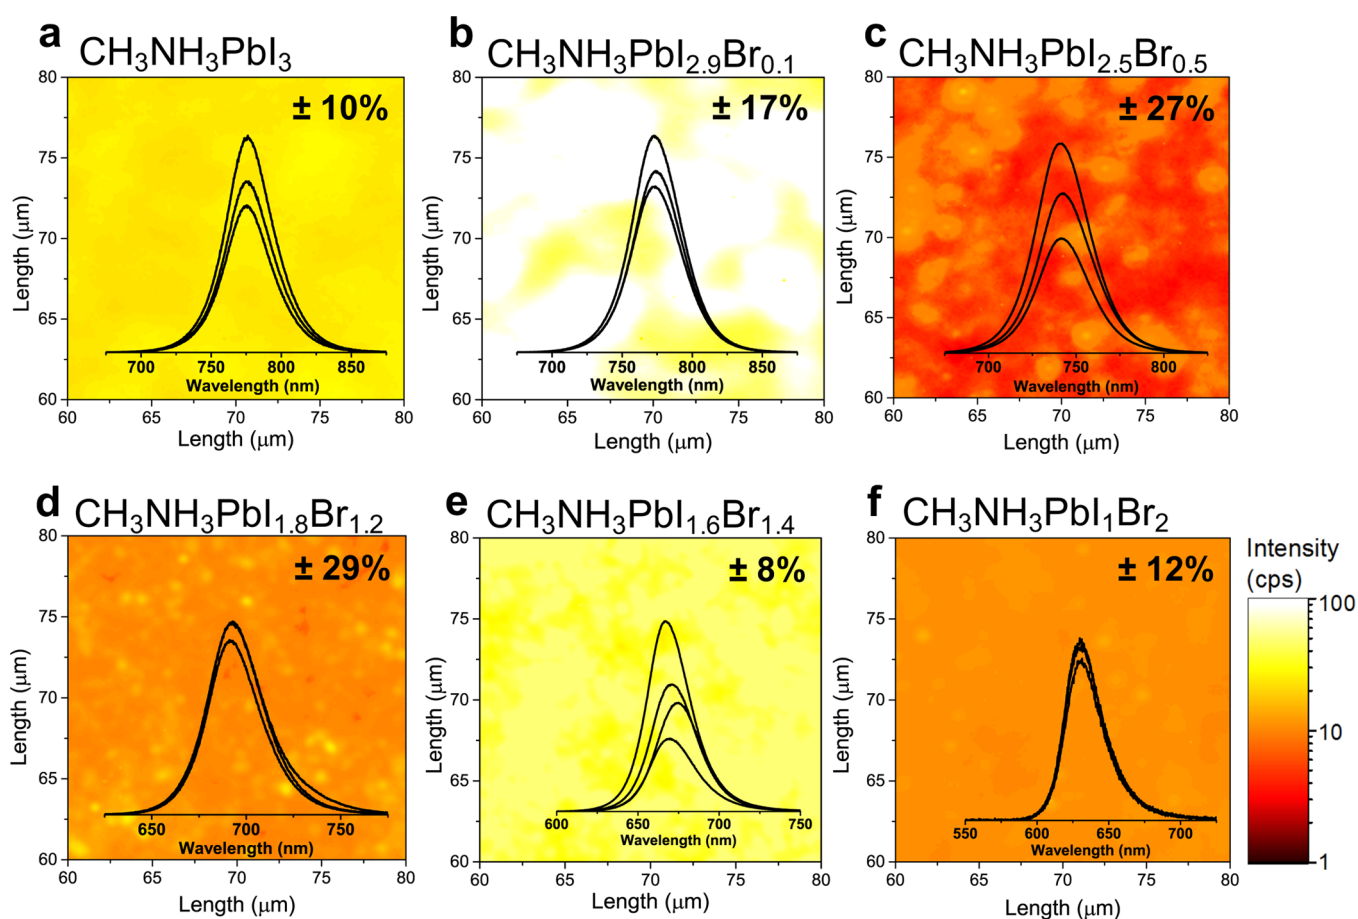 a CH₃NH₃PbI₃
± 10%
80
75
70
65
60
Length (μm)
700 750 800 850
Wavelength (nm)
60 65 70 75 80
Length (μm)
b CH₃NH₃PbI₂.₉Br₀.₁
± 17%
80
75
70
65
60
Length (μm)
700 750 800 850
Wavelength (nm)
60 65 70 75 80
Length (μm)
c CH₃NH₃PbI₂.₅Br₀.₅
± 27%
80
75
70
65
60
Length (μm)
700 750 800
Wavelength (nm)
60 65 70 75 80
Length (μm)
d CH₃NH₃PbI₁.₈Br₁.₂
± 29%
80
75
70
65
60
Length (μm)
650 700 750
Wavelength (nm)
60 65 70 75 80
Length (μm)
e CH₃NH₃PbI₁.₆Br₁.₄
± 8%
80
75
70
65
60
Length (μm)
600 650 700 750
Wavelength (nm)
60 65 70 75 80
Length (μm)
f CH₃NH₃PbI₁Br₂
± 12%
80
75
70
65
60
Length (μm)
550 600 650 700
Wavelength (nm)
60 65 70 75 80
Length (μm)
Intensity
(cps)
100
10
1